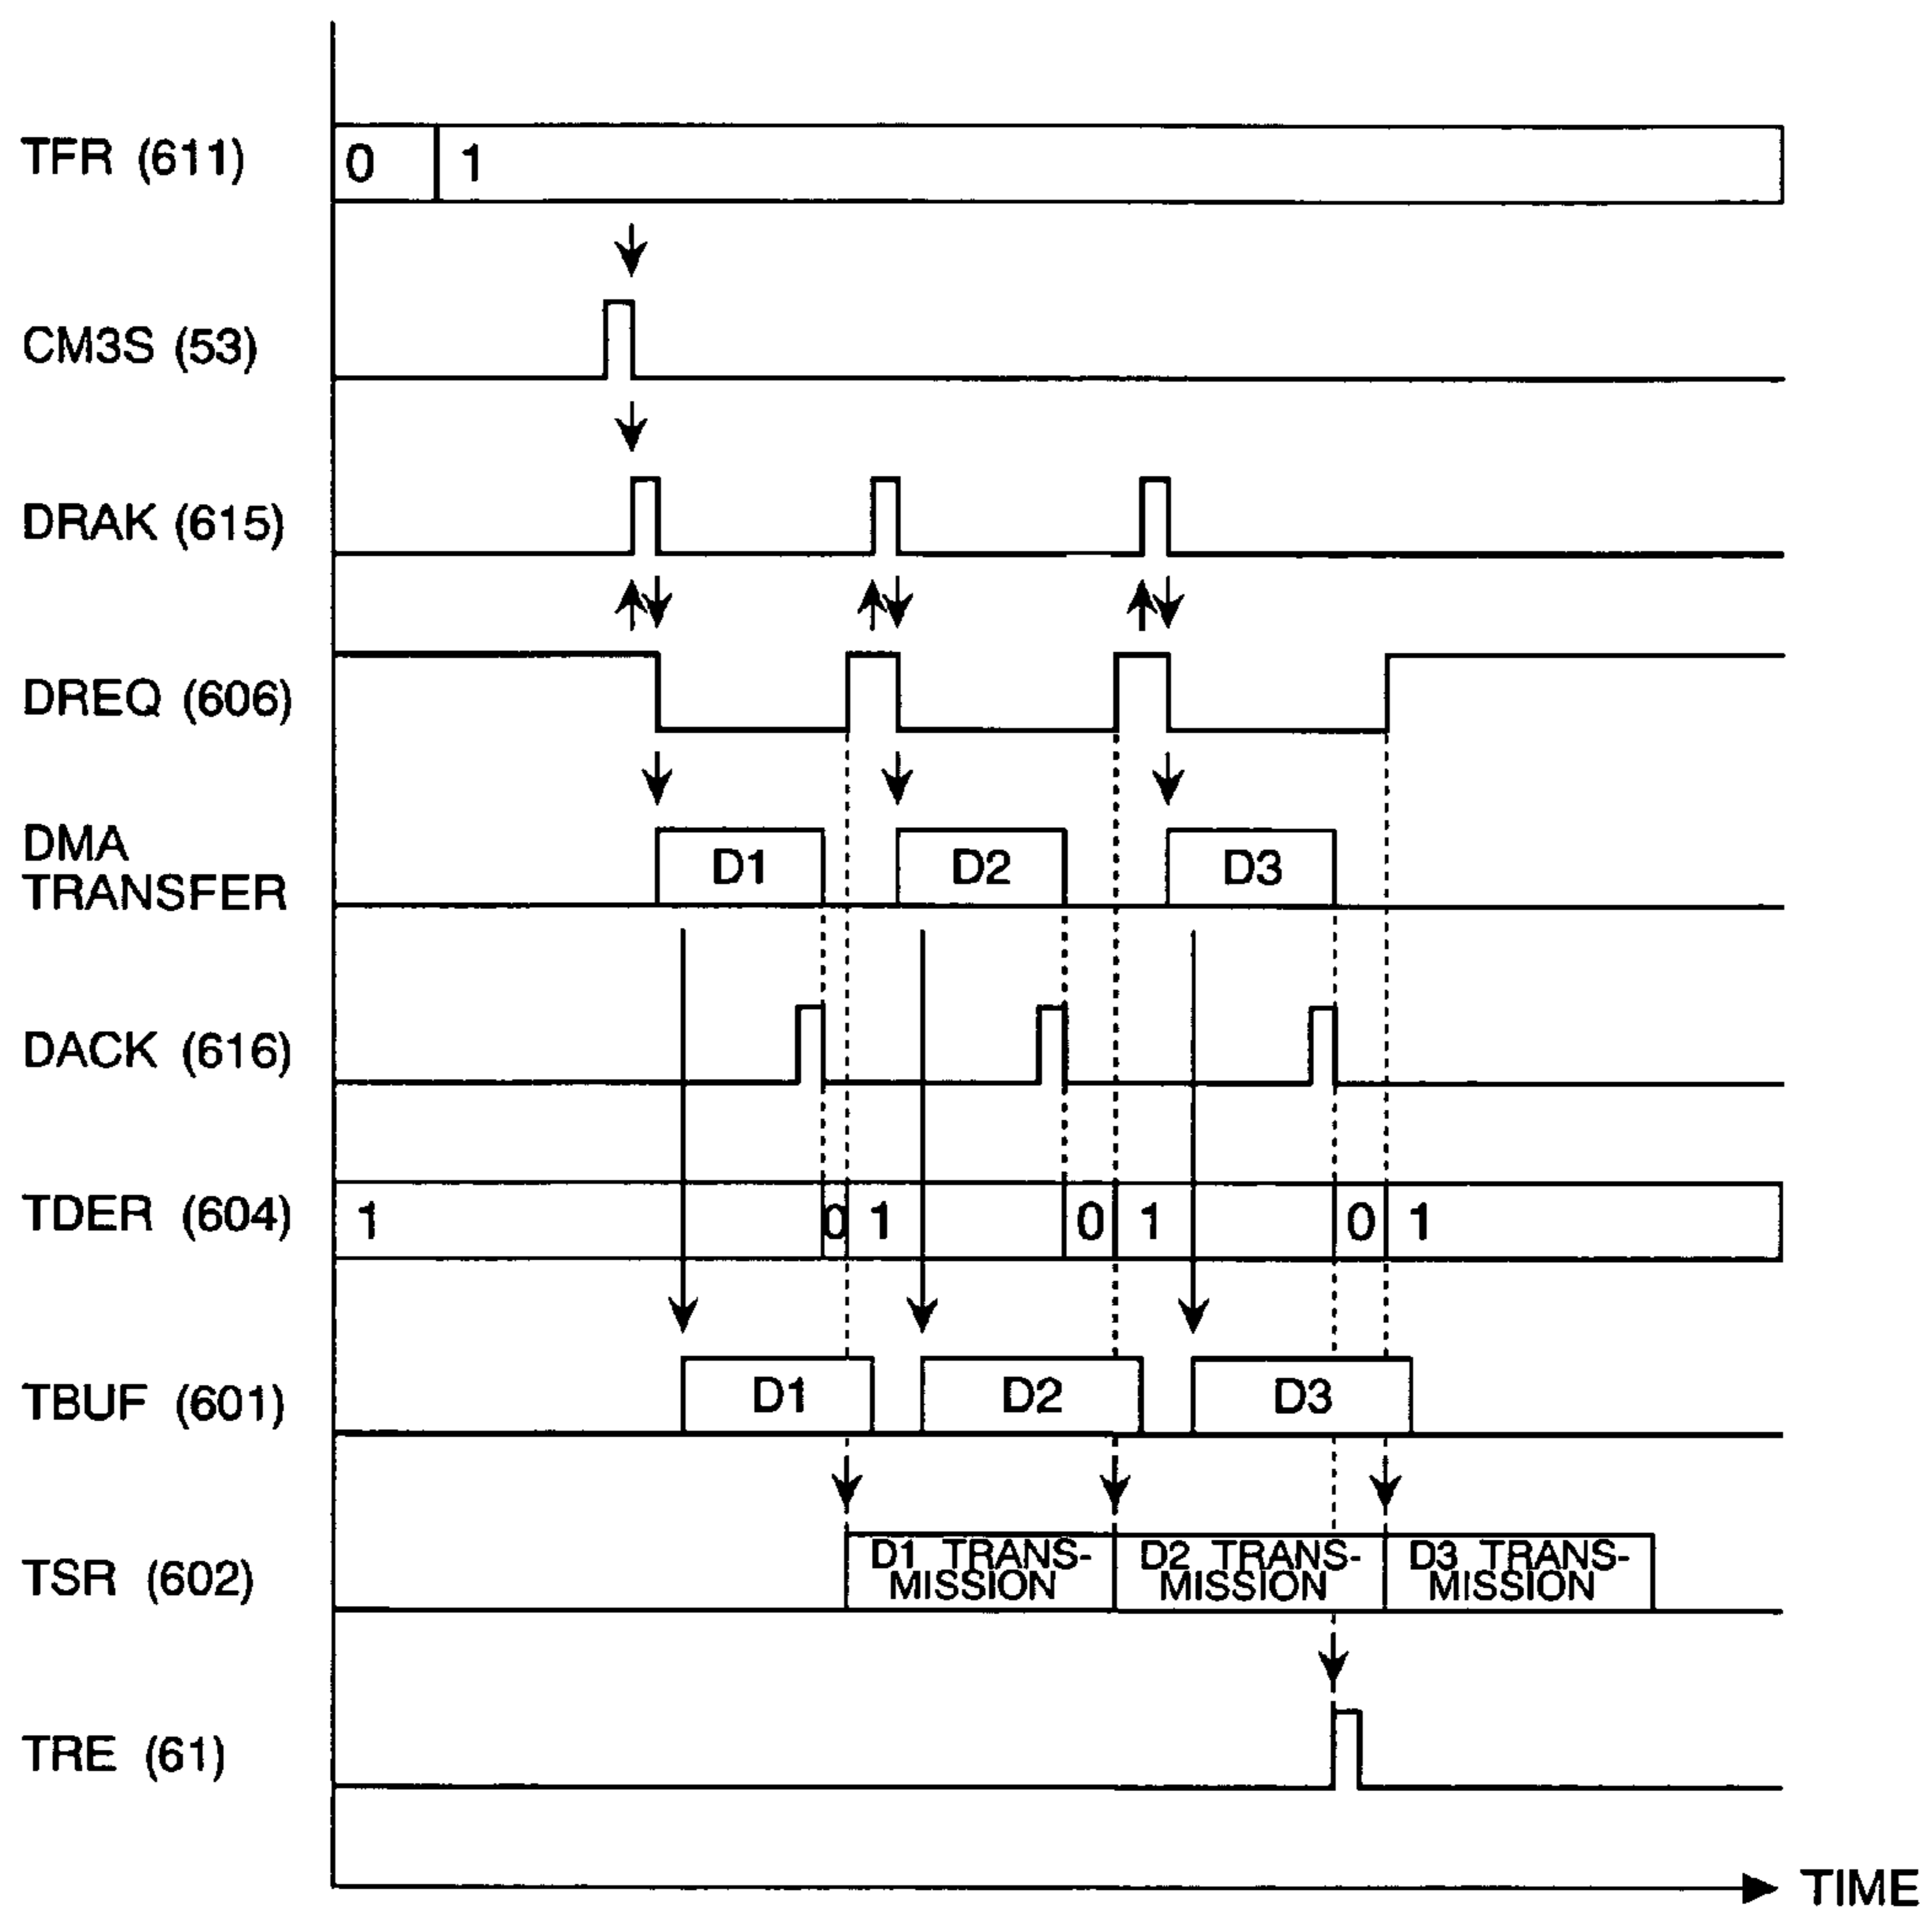 TFR (611)
0 1
CM3S (53)
DRAK (615)
DREQ (606)
DMA
TRANSFER
D1 D2 D3
DACK (616)
TDER (604)
1 0 1 0 1 0 1
TBUF (601)
D1 D2 D3
TSR (602)
D1 TRANS-
MISSION
D2 TRANS-
MISSION
D3 TRANS-
MISSION
TRE (61)
TIME